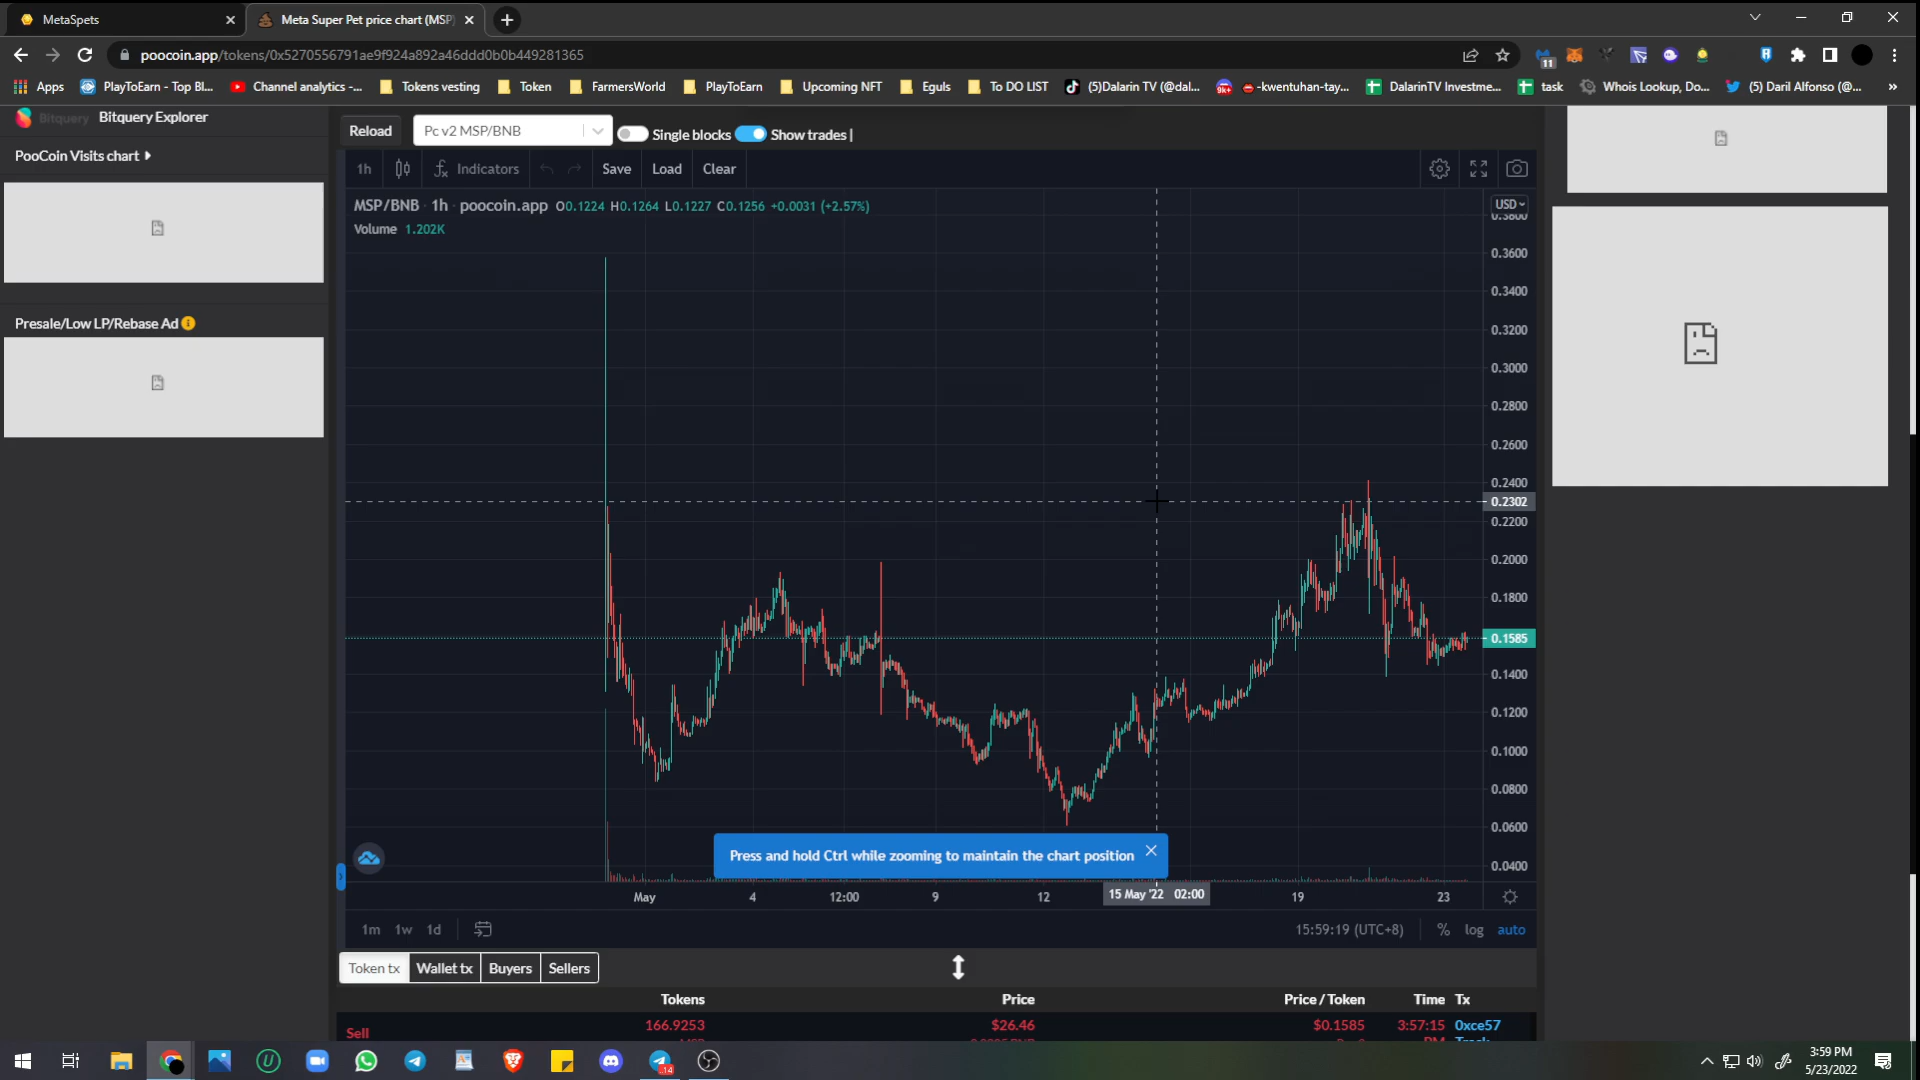 MetaSpets
Meta Super Pet price chart (MSP)
poocoin.app/tokens/0x5270556791ae9f924a892a46ddd0b0b449281365
11
Apps
PlayToEarn - Top Bl...
Channel analytics -...
Tokens vesting
Token
FarmersWorld
PlayToEarn
Upcoming NFT
Eguls
To DO LIST
(5)Dalarin TV (@dal...
9K+
-kwentuhan-tay...
DalarinTV Investme...
task
Whois Lookup, Do...
(5) Daril Alfonso (@...
»
Bitquery
Bitquery Explorer
PooCoin Visits chart
Presale/Low LP/Rebase Ad
Reload
Pc v2 MSP/BNB
Single blocks
Show trades |
1h
Indicators
Save
Load
Clear
MSP/BNB · 1h · poocoin.app O0.1224 H0.1264 L0.1227 C0.1256 +0.0031 (+2.57%)
Volume 1.202K
USD
0.3800
0.3600
0.3400
0.3200
0.3000
0.2800
0.2600
0.2400
0.2302
0.2200
0.2000
0.1800
0.1585
0.1400
0.1200
0.1000
0.0800
0.0600
0.0400
Press and hold Ctrl while zooming to maintain the chart position
May
4
12:00
9
12
15 May '22 02:00
19
23
1m
1w
1d
15:59:19 (UTC+8)
%
log
auto
Token tx
Wallet tx
Buyers
Sellers
Tokens
Price
Price / Token
Time
Tx
Sell
166.9253
$26.46
$0.1585
3:57:15
0xce57
14
3:59 PM
5/23/2022